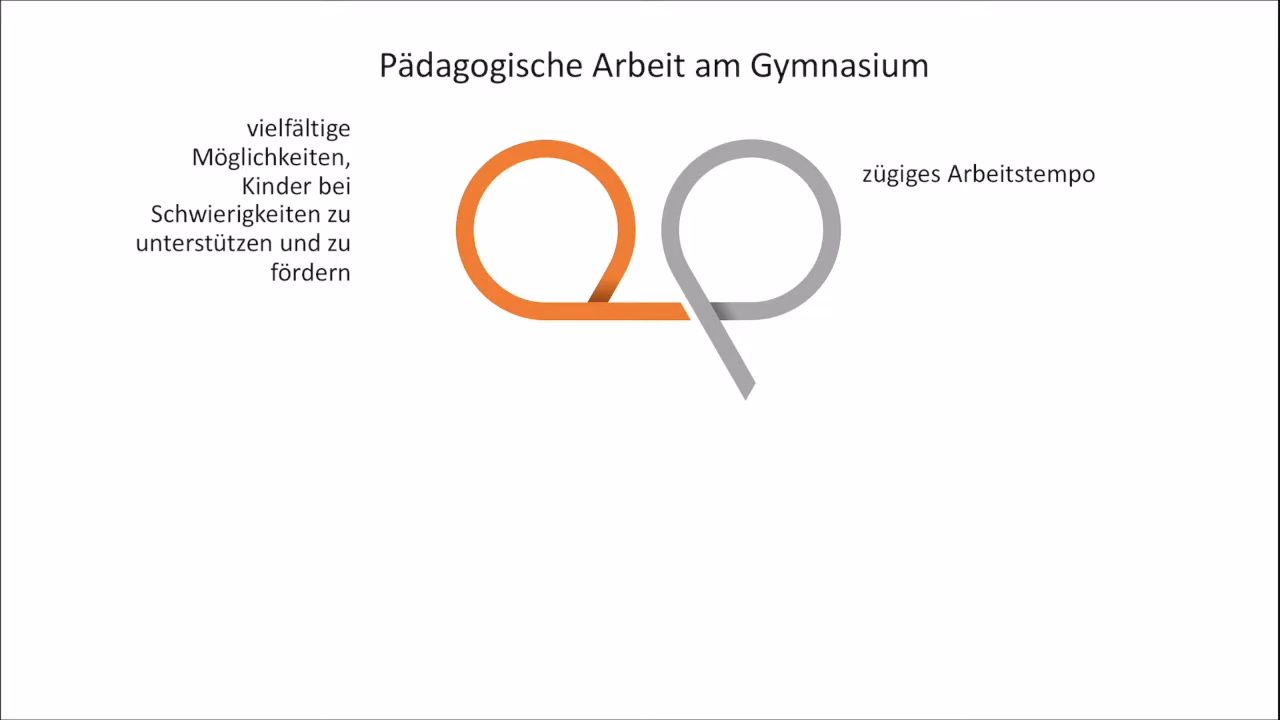 Pädagogische Arbeit am Gymnasium
vielfältige
Möglichkeiten,
Kinder bei
Schwierigkeiten zu
unterstützen und zu
fördern
zügiges Arbeitstempo